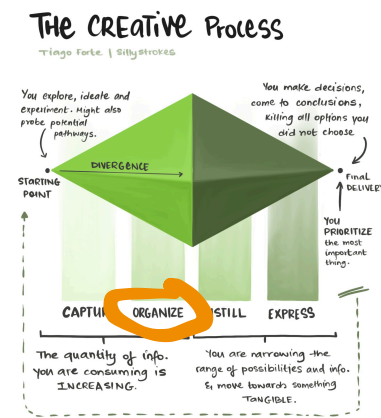 THE CREATIVE PROCESS
Tiago Forte | Sillystrokes
You explore, ideate and
experiment. Might also
probe potential
pathways.
You make decisions,
come to conclusions,
killing all options you
did not choose
DIVERGENCE
STARTING
POINT
FINAL
DELIVE
YOU
PRIORITIZE
the most
important
thing.
ORGANIZE
EXPRESS
The quantity of info.
you are consuming is
INCREASING.
You are narrowing the
range of possibilities and info.
& move towards something
TANGIBLE.